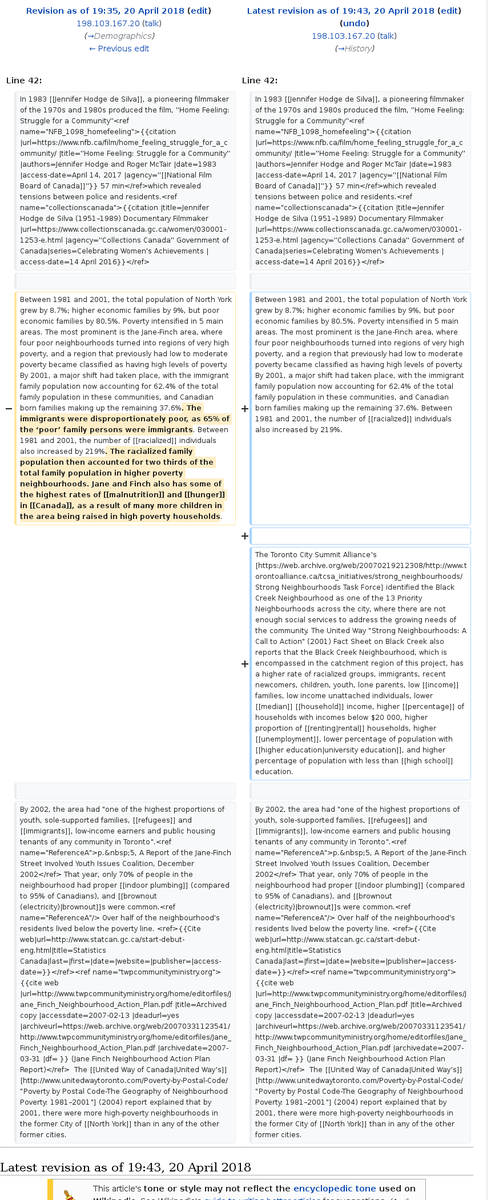 Revision as of 19:35, 20 April 2018 (edit)
198.103.167.20 (talk)
(→Demographics)
← Previous edit
Latest revision as of 19:43, 20 April 2018 (edit)
(undo)
198.103.167.20 (talk)
(→History)
Line 42:
Line 42:
In 1983 [[Jennifer Hodge de Silva]], a pioneering filmmaker
of the 1970s and 1980s produced the film, "Home Feeling:
Struggle for a Community"<ref
name="NFB_1098_homefeeling">{{citation
|url=https://www.nfb.ca/film/home_feeling_struggle_for_a_c
ommunity/ |title="Home Feeling: Struggle for a Community"
|authors=Jennifer Hodge and Roger McTair |date=1983
|access-date=April 14, 2017 |agency="[[National Film
Board of Canada]]"}} 57 min</ref>which revealed
tensions between police and residents.<ref
name="collectionscanada">{{citation |title=Jennifer
Hodge de Silva (1951–1989) Documentary Filmmaker
|url=https://www.collectionscanada.gc.ca/women/030001-
1253-e.html |agency="Collections Canada" Government of
Canada|series=Celebrating Women's Achievements |
access-date=14 April 2016}}</ref>
In 1983 [[Jennifer Hodge de Silva]], a pioneering filmmaker
of the 1970s and 1980s produced the film, "Home Feeling:
Struggle for a Community"<ref
name="NFB_1098_homefeeling">{{citation
|url=https://www.nfb.ca/film/home_feeling_struggle_for_a_c
ommunity/ |title="Home Feeling: Struggle for a Community"
|authors=Jennifer Hodge and Roger McTair |date=1983
|access-date=April 14, 2017 |agency="[[National Film
Board of Canada]]"}} 57 min</ref>which revealed
tensions between police and residents.<ref
name="collectionscanada">{{citation |title=Jennifer
Hodge de Silva (1951–1989) Documentary Filmmaker
|url=https://www.collectionscanada.gc.ca/women/030001-
1253-e.html |agency="Collections Canada" Government of
Canada|series=Celebrating Women's Achievements |
access-date=14 April 2016}}</ref>
−
Between 1981 and 2001, the total population of North York
grew by 8.7%; higher economic families by 9%, but poor
economic families by 80.5%. Poverty intensified in 5 main
areas. The most prominent is the Jane-Finch area, where
four poor neighbourhoods turned into regions of very high
poverty, and a region that previously had low to moderate
poverty became classified as having high levels of poverty.
By 2001, a major shift had taken place, with the immigrant
family population now accounting for 62.4% of the total
family population in these communities, and Canadian
born families making up the remaining 37.6%. The
immigrants were disproportionately poor, as 65% of
the 'poor' family persons were immigrants. Between
1981 and 2001, the number of [[racialized]] individuals
also increased by 219%. The racialized family
population then accounted for two thirds of the
total family population in higher poverty
neighbourhoods. Jane and Finch also has some of
the highest rates of [[malnutrition]] and [[hunger]]
in [[Canada]], as a result of many more children in
the area being raised in high poverty households.
+
Between 1981 and 2001, the total population of North York
grew by 8.7%; higher economic families by 9%, but poor
economic families by 80.5%. Poverty intensified in 5 main
areas. The most prominent is the Jane-Finch area, where
four poor neighbourhoods turned into regions of very high
poverty, and a region that previously had low to moderate
poverty became classified as having high levels of poverty.
By 2001, a major shift had taken place, with the immigrant
family population now accounting for 62.4% of the total
family population in these communities, and Canadian
born families making up the remaining 37.6%. Between
1981 and 2001, the number of [[racialized]] individuals
also increased by 219%.
+
+
The Toronto City Summit Alliance's
[https://web.archive.org/web/20070219212308/http://www.t
orontoalliance.ca/tcsa_initiatives/strong_neighbourhoods/
Strong Neighbourhoods Task Force] identified the Black
Creek Neighbourhood as one of the 13 Priority
Neighbourhoods across the city, where there are not
enough social services to address the growing needs of
the community. The United Way "Strong Neighbourhoods: A
Call to Action" (2001) Fact Sheet on Black Creek also
reports that the Black Creek Neighbourhood, which is
encompassed in the catchment region of this project, has
a higher rate of racialized groups, immigrants, recent
newcomers, children, youth, lone parents, low [[income]]
families, low income unattached individuals, lower
[[median]] [[household]] income, higher [[percentage]] of
households with incomes below $20 000, higher
proportion of [[renting|rental]] households, higher
[[unemployment]], lower percentage of population with
[[higher education|university education]], and higher
percentage of population with less than [[high school]]
education.
By 2002, the area had "one of the highest proportions of
youth, sole-supported families, [[refugees]] and
[[immigrants]], low-income earners and public housing
tenants of any community in Toronto".<ref
name="ReferenceA">p.&nbsp;5, A Report of the Jane-Finch
Street Involved Youth Issues Coalition, December
2002</ref> That year, only 70% of people in the
neighbourhood had proper [[indoor plumbing]] (compared
to 95% of Canadians), and [[brownout
(electricity)|brownout]]s were common.<ref
name="ReferenceA"/> Over half of the neighbourhood's
residents lived below the poverty line. <ref>{{Cite
web|url=http://www.statcan.gc.ca/start-debut-
eng.html|title=Statistics
Canada|last=|first=|date=|website=|publisher=|access-
date=}}</ref><ref name="twpcommunityministry.org">
{{cite web
|url=http://www.twpcommunityministry.org/home/editorfiles/J
ane_Finch_Neighbourhood_Action_Plan.pdf |title=Archived
copy |accessdate=2007-02-13 |deadurl=yes
|archiveurl=https://web.archive.org/web/20070331123541/
http://www.twpcommunityministry.org/home/editorfiles/Jane_
Finch_Neighbourhood_Action_Plan.pdf |archivedate=2007-
03-31 |df= }} (Jane Finch Neighbourhood Action Plan
Report)</ref>  The [[United Way of Canada|United Way's]]
[http://www.unitedwaytoronto.com/Poverty-by-Postal-Code/
"Poverty by Postal Code-The Geography of Neighbourhood
Poverty. 1981–2001"] (2004) report explained that by
2001, there were more high-poverty neighbourhoods in
the former City of [[North York]] than in any of the other
former cities.
By 2002, the area had "one of the highest proportions of
youth, sole-supported families, [[refugees]] and
[[immigrants]], low-income earners and public housing
tenants of any community in Toronto".<ref
name="ReferenceA">p.&nbsp;5, A Report of the Jane-Finch
Street Involved Youth Issues Coalition, December
2002</ref> That year, only 70% of people in the
neighbourhood had proper [[indoor plumbing]] (compared
to 95% of Canadians), and [[brownout
(electricity)|brownout]]s were common.<ref
name="ReferenceA"/> Over half of the neighbourhood's
residents lived below the poverty line. <ref>{{Cite
web|url=http://www.statcan.gc.ca/start-debut-
eng.html|title=Statistics
Canada|last=|first=|date=|website=|publisher=|access-
date=}}</ref><ref name="twpcommunityministry.org">
{{cite web
|url=http://www.twpcommunityministry.org/home/editorfiles/J
ane_Finch_Neighbourhood_Action_Plan.pdf |title=Archived
copy |accessdate=2007-02-13 |deadurl=yes
|archiveurl=https://web.archive.org/web/20070331123541/
http://www.twpcommunityministry.org/home/editorfiles/Jane_
Finch_Neighbourhood_Action_Plan.pdf |archivedate=2007-
03-31 |df= }} (Jane Finch Neighbourhood Action Plan
Report)</ref>  The [[United Way of Canada|United Way's]]
[http://www.unitedwaytoronto.com/Poverty-by-Postal-Code/
"Poverty by Postal Code-The Geography of Neighbourhood
Poverty. 1981–2001"] (2004) report explained that by
2001, there were more high-poverty neighbourhoods in
the former City of [[North York]] than in any of the other
former cities.
Latest revision as of 19:43, 20 April 2018
This article's tone or style may not reflect the encyclopedic tone used on